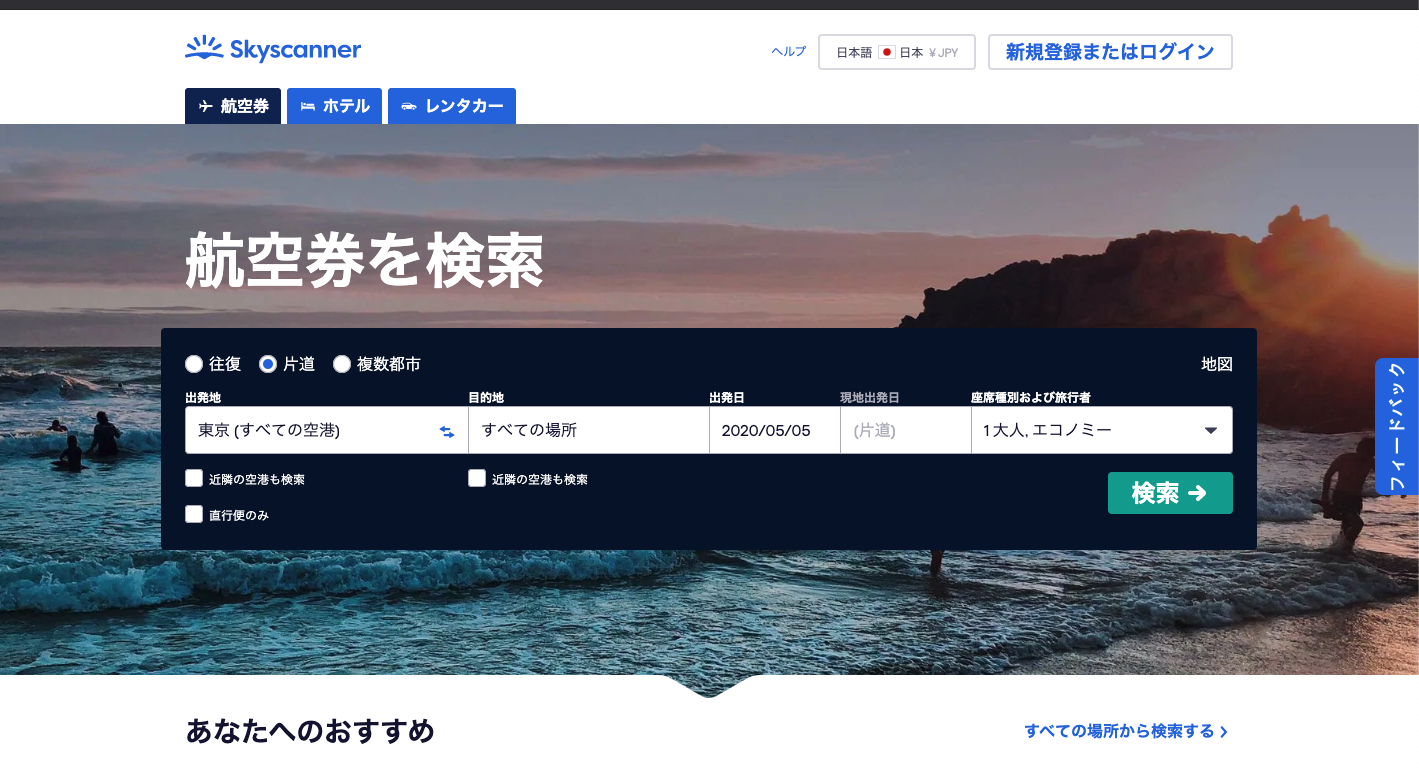 Skyscanner
ヘルプ
日本語 日本 ¥ JPY
新規登録またはログイン
航空券
ホテル
レンタカー
航空券を検索
往復
片道
複数都市
地図
出発地
目的地
出発日
現地出発日
座席種別および旅行者
東京 (すべての空港)
すべての場所
2020/05/05
(片道)
1 大人, エコノミー
近隣の空港も検索
近隣の空港も検索
直行便のみ
検索
フィードバック
あなたへのおすすめ
すべての場所から検索する